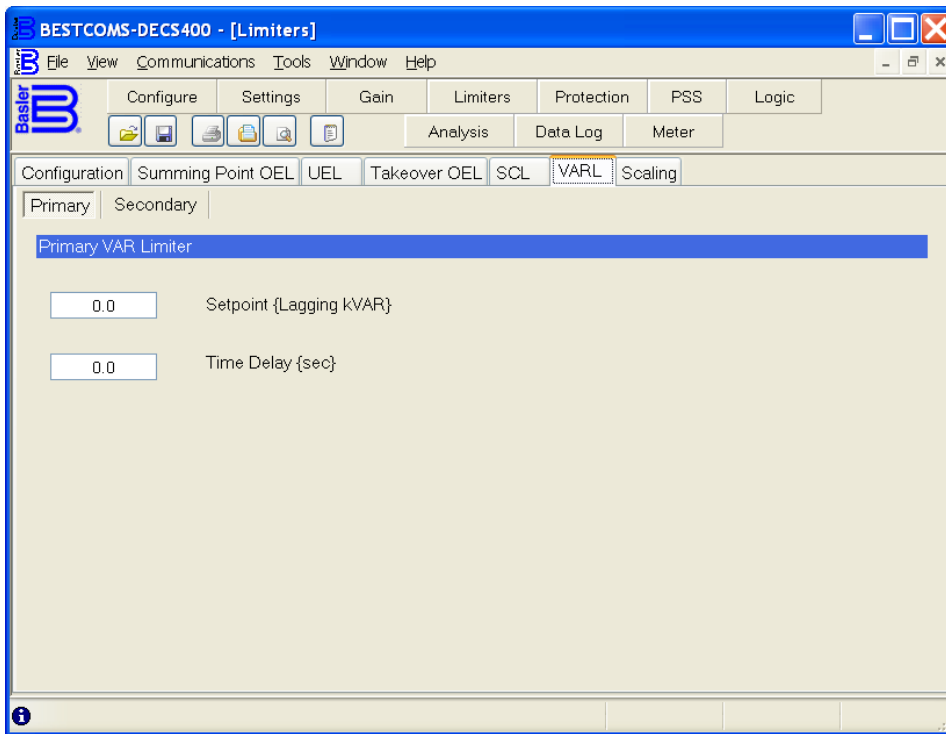 BESTCOMS-DECS400 - [Limiters]
File View Communications Tools Window Help
Basler
Configure Settings Gain Limiters Protection PSS Logic
Analysis Data Log Meter
Configuration Summing Point OEL UEL Takeover OEL SCL VARL Scaling
Primary Secondary
Primary VAR Limiter
0.0 Setpoint {Lagging kVAR}
0.0 Time Delay {sec}